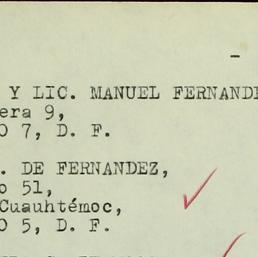 Y LIC. MANUEL FERNANDE
era 9,
O 7, D. F.
. DE FERNANDEZ,
o 51,
Cuauhtémoc,
O 5, D. F.